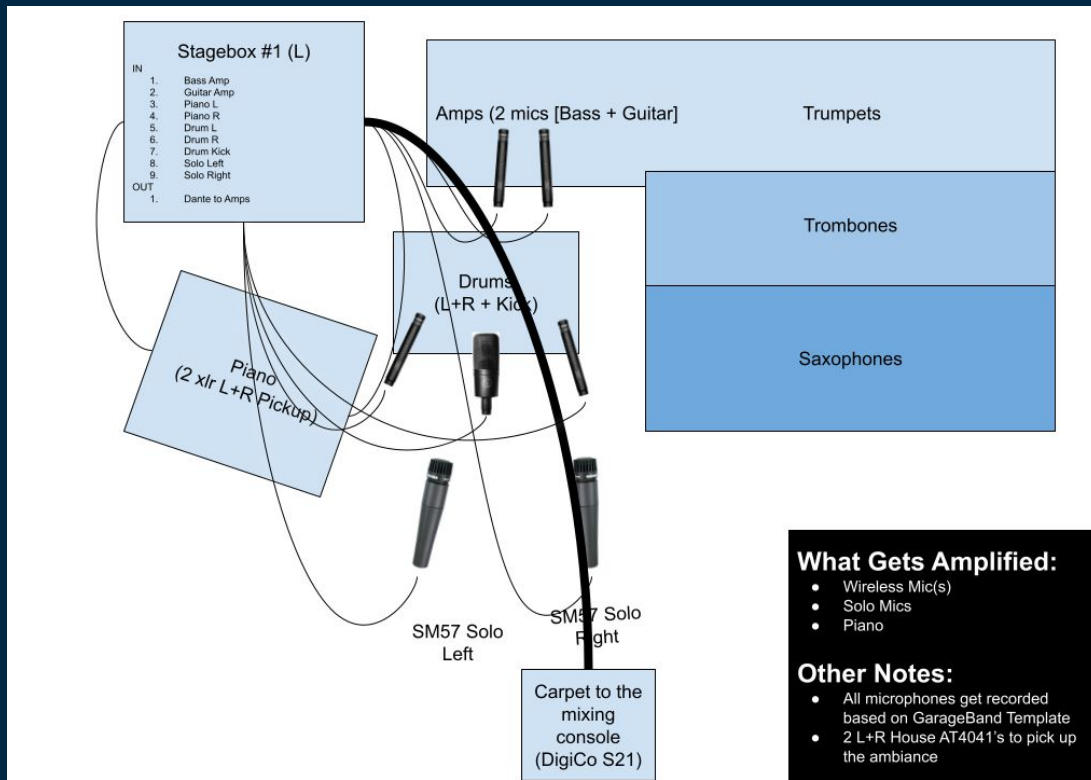 Stagebox #1 (L)
IN
1. Bass Amp
2. Guitar Amp
3. Piano L
4. Piano R
5. Drum L
6. Drum R
7. Drum Kick
8. Solo Left
9. Solo Right
OUT
1. Dante to Amps
Amps (2 mics [Bass + Guitar]
Trumpets
Trombones
Saxophones
Drums
(L+R + Kick)
Piano
(2 xlr L+R Pickup)
SM57 Solo
Left
SM57 Solo
Right
Carpet to the
mixing
console
(DigiCo S21)
What Gets Amplified:
● Wireless Mic(s)
● Solo Mics
● Piano
Other Notes:
● All microphones get recorded
based on GarageBand Template
● 2 L+R House AT4041's to pick up
the ambiance